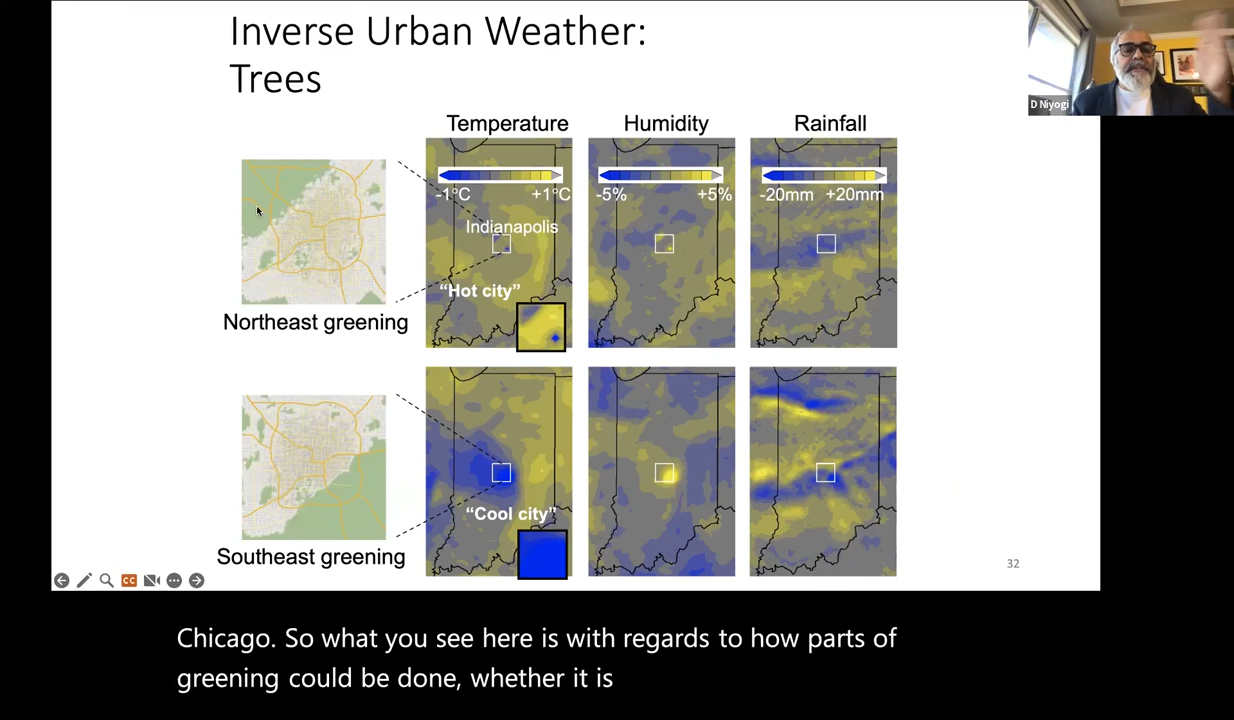 Inverse Urban Weather:
Trees
D Niyogi
Temperature
Humidity
Rainfall
-1°C
+1°C
-5%
+5%
-20mm
+20mm
Indianapolis
“Hot city”
Northeast greening
“Cool city”
Southeast greening
32
CC
Chicago. So what you see here is with regards to how parts of
greening could be done, whether it is